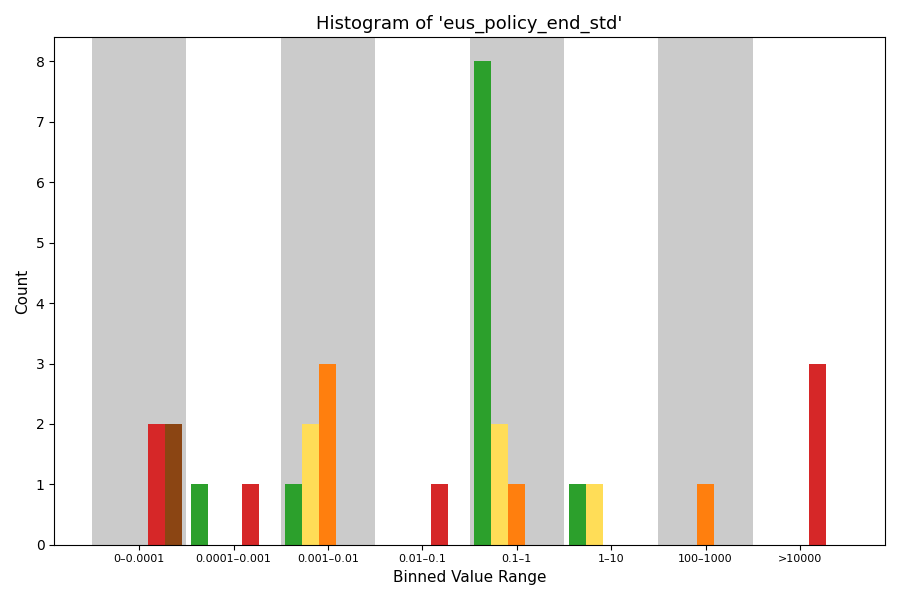 Histogram of 'eus_policy_end_std'
Count
8
7
6
5
4
3
2
1
0
0–0.0001 0.0001–0.001 0.001–0.01 0.01–0.1 0.1–1 1–10 100–1000 >10000
Binned Value Range